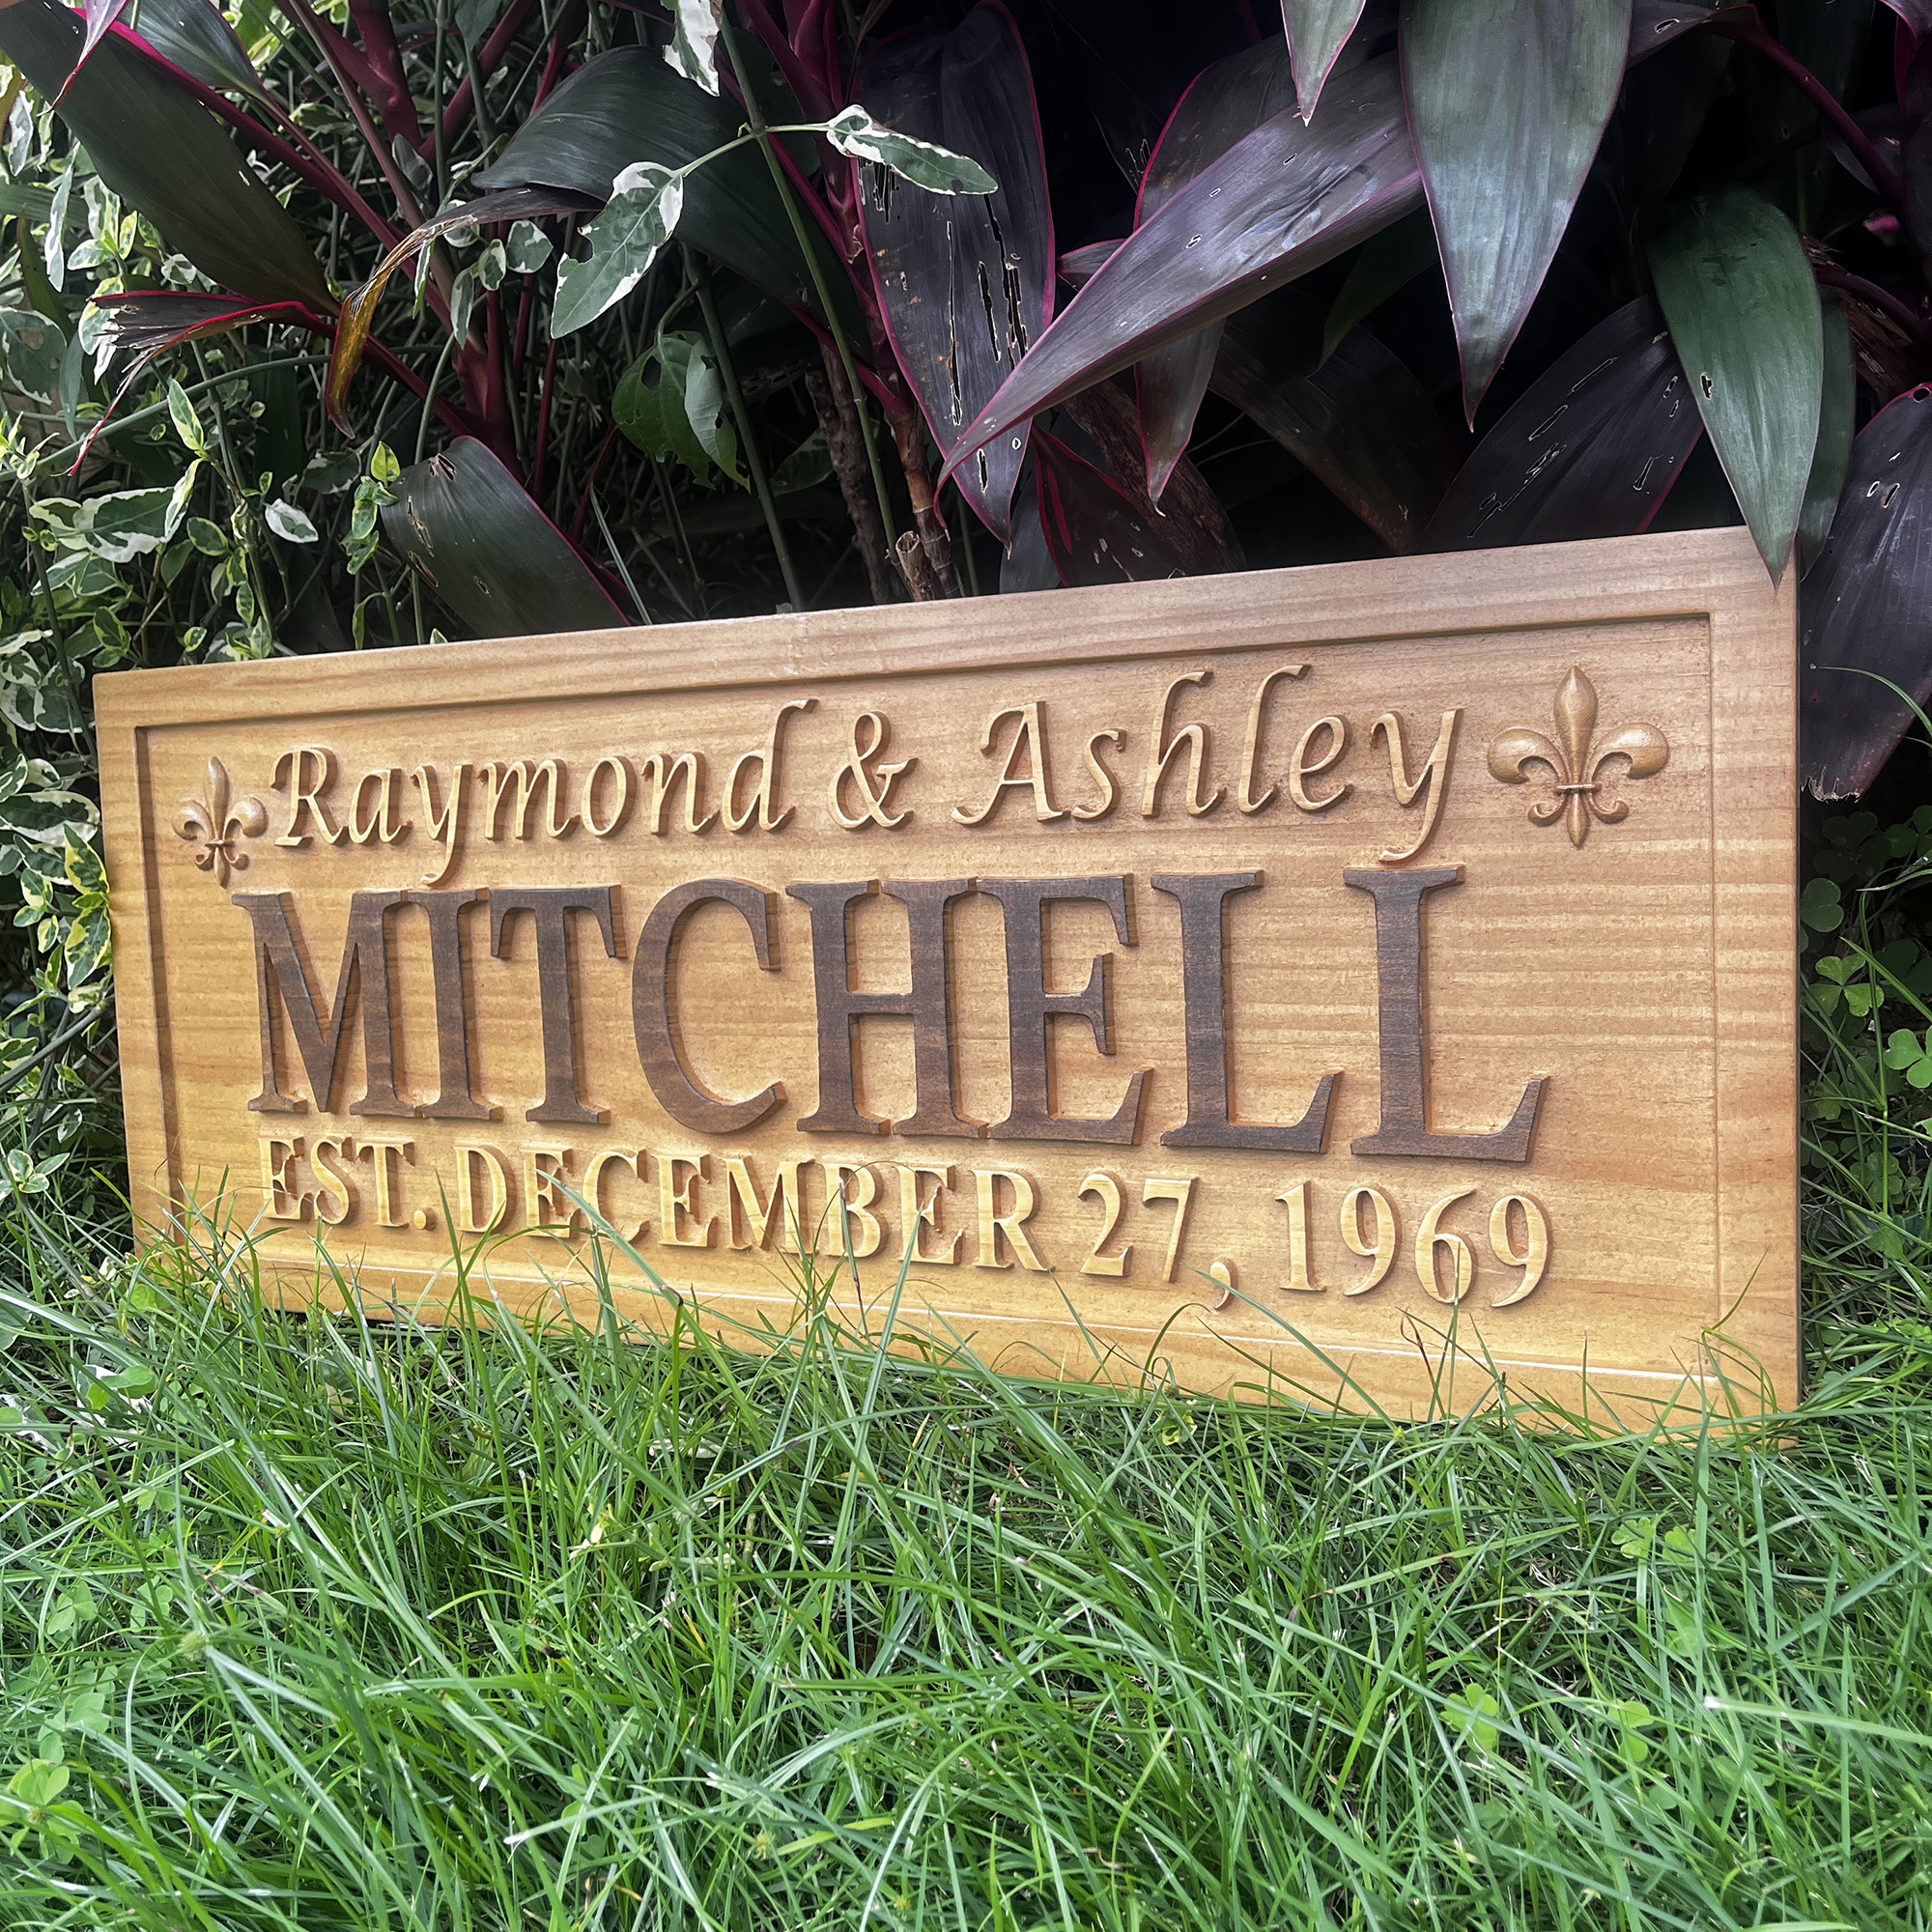 Raymond & Ashley
MITCHELL
EST. DECEMBER 27, 1969